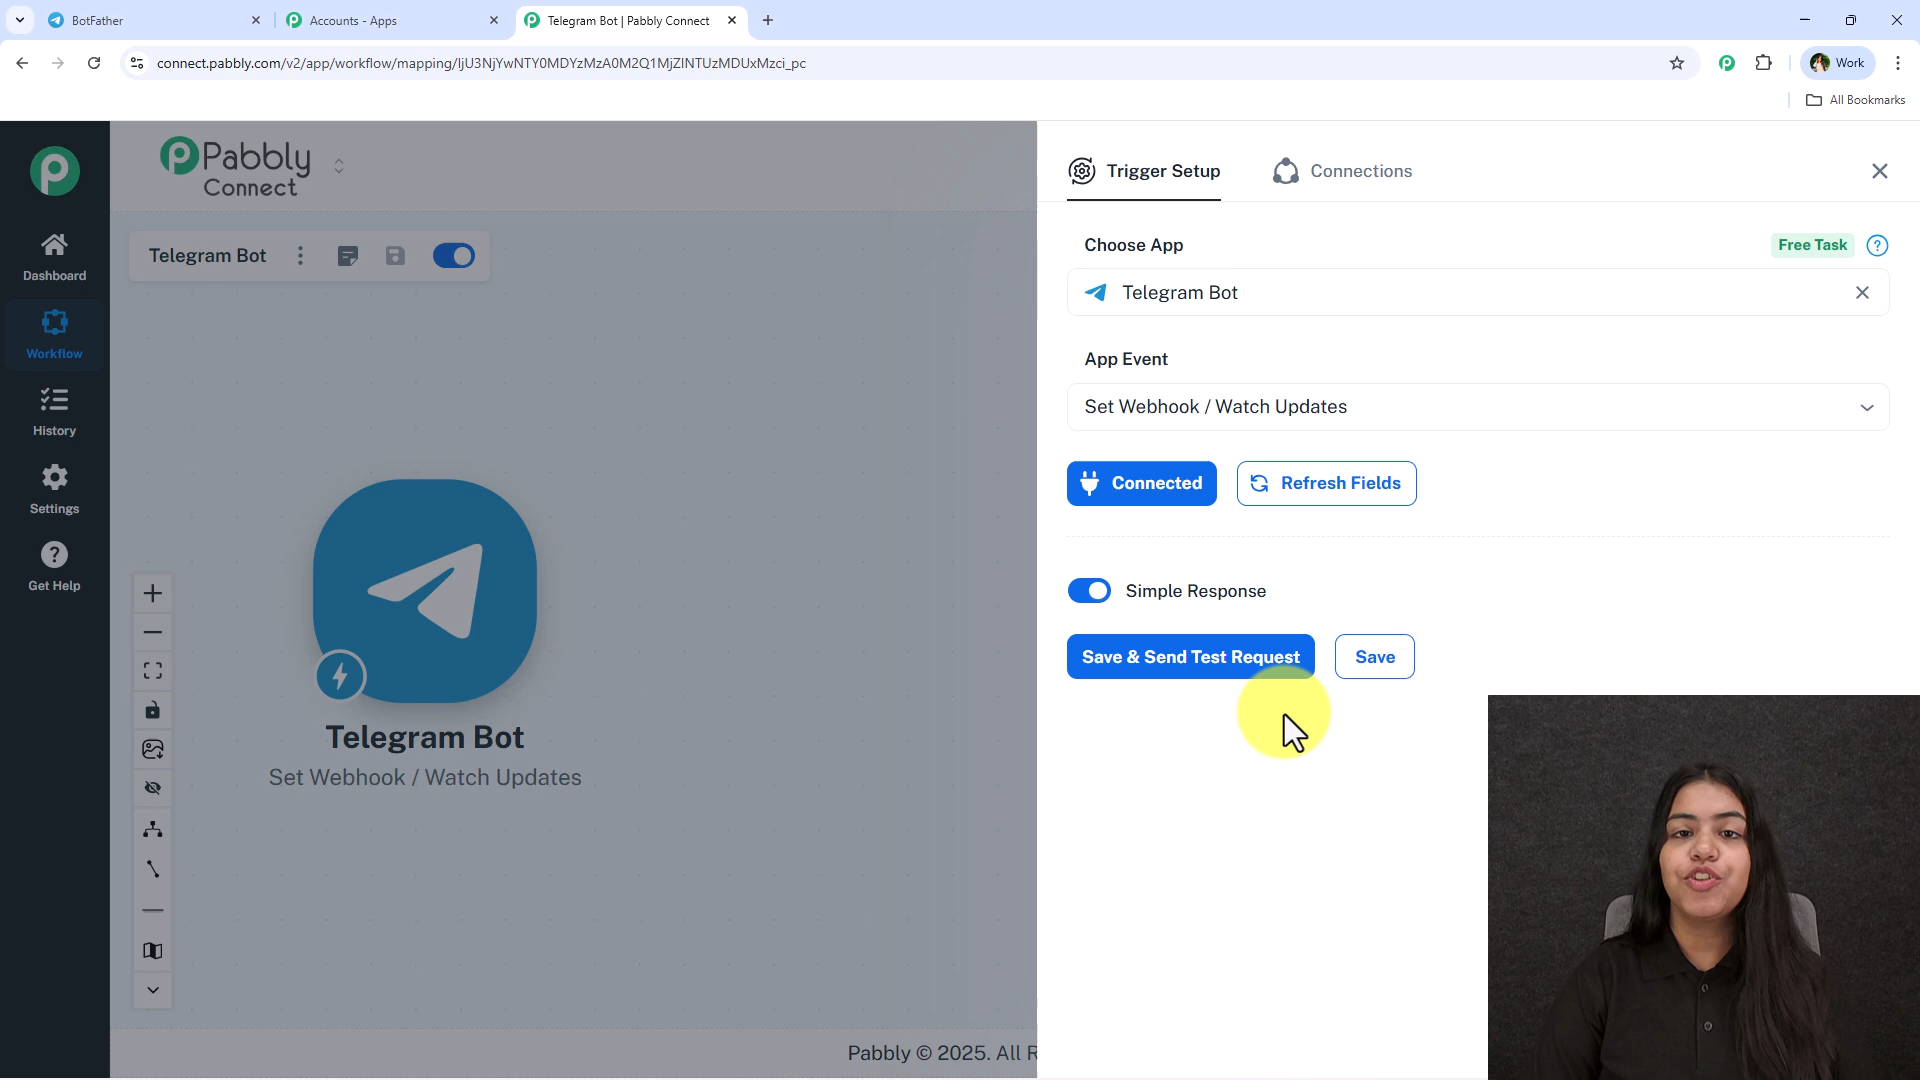 BotFather
Accounts - Apps
Telegram Bot | Pabbly Connect
connect.pabbly.com/v2/app/workflow/mapping/IjU3NjYwNTY0MDYzMzA0M2Q1MjZlNTUzMDUxMzci_pc
Work
All Bookmarks
Pabbly
Connect
Dashboard
Workflow
History
Settings
Get Help
Telegram Bot
Telegram Bot
Set Webhook / Watch Updates
Pabbly © 2025. All R
Trigger Setup
Connections
Choose App
Free Task
Telegram Bot
App Event
Set Webhook / Watch Updates
Connected
Refresh Fields
Simple Response
Save & Send Test Request
Save